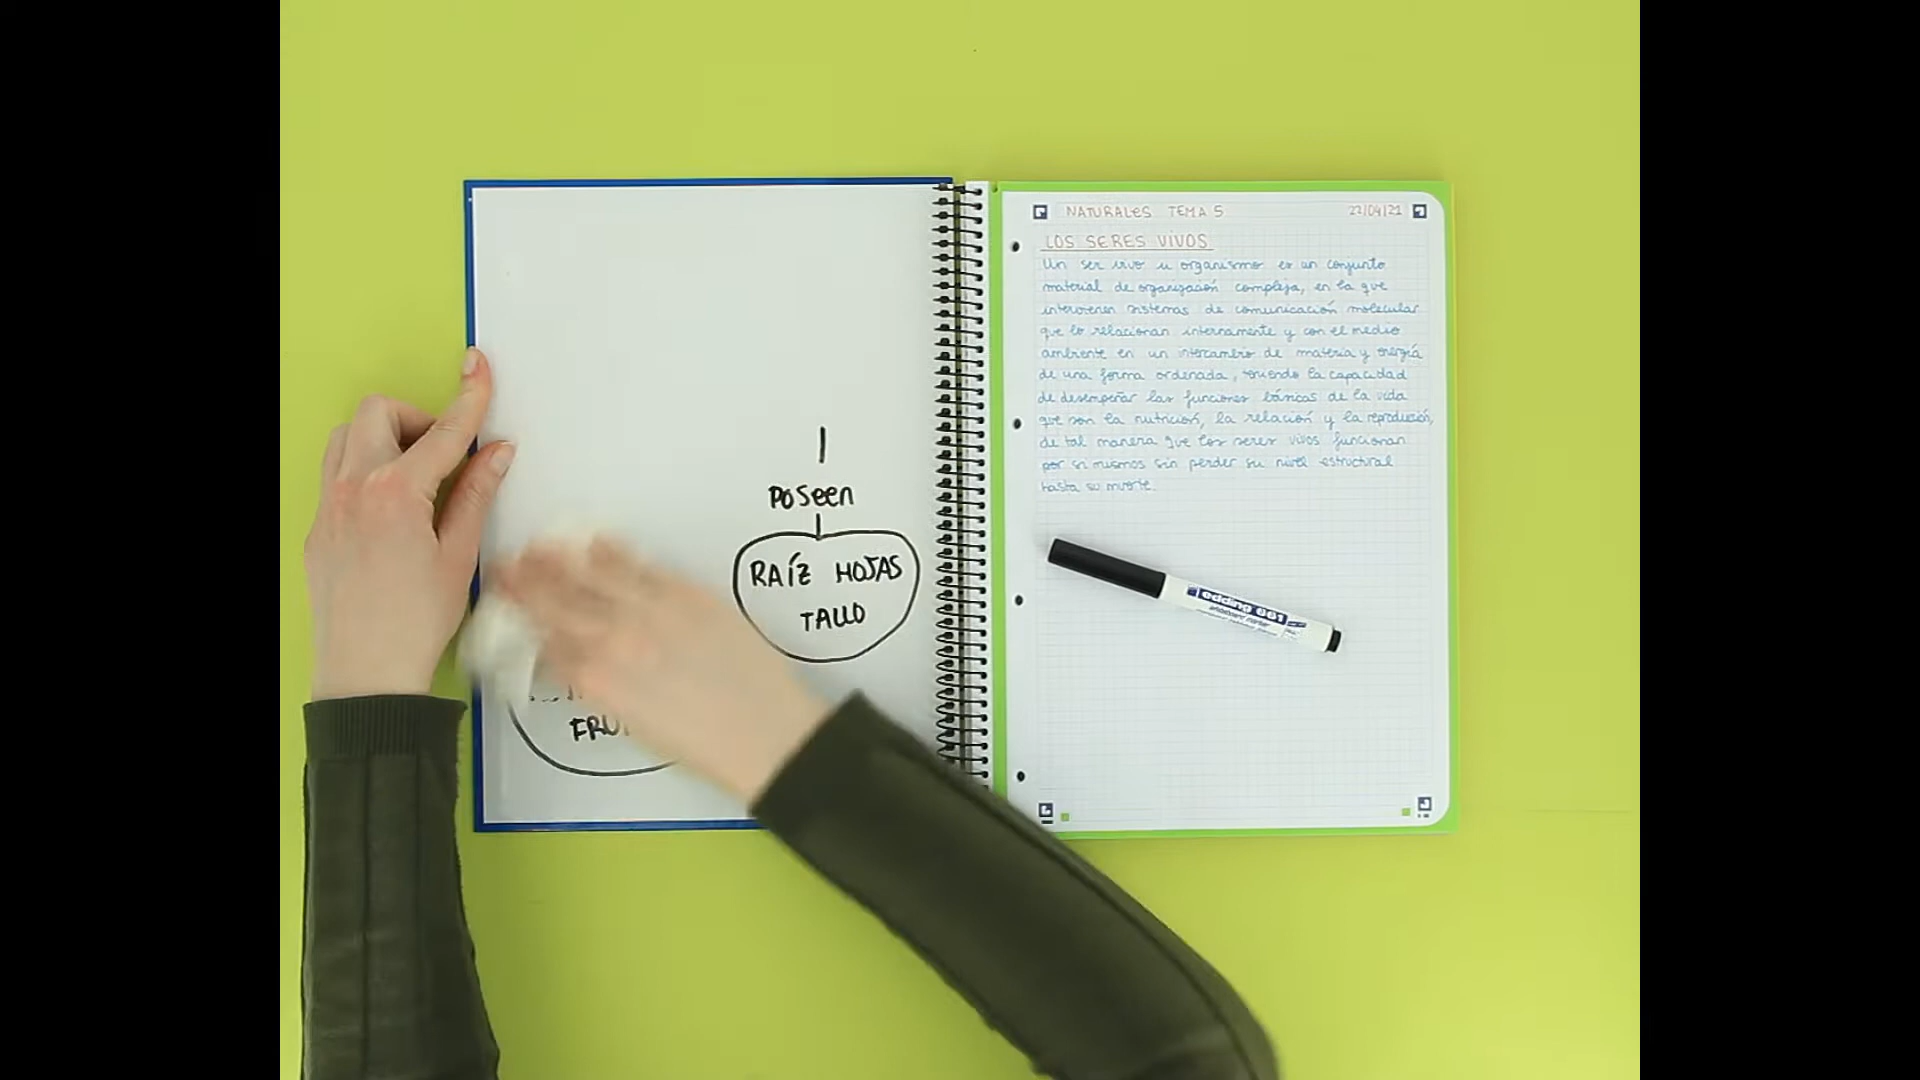 Poseen
RAÍZ HOJAS
TALLO
NATURALES TEMA 5
22/04/21
LOS SERES VIVOS
Un ser vivo u organismo es un conjunto
material de organización compleja, en la que
intervienen sistemas de comunicación molecular
que lo relacionan internamente y con el medio
ambiente en un intercambio de materia y energía
de una forma ordenada, teniendo la capacidad
de desempeñar las funciones básicas de la vida
que son la nutrición, la relación y la reproducción,
de tal manera que los seres vivos funcionan
por si mismos sin perder su nivel estructural
hasta su muerte.
edding 661